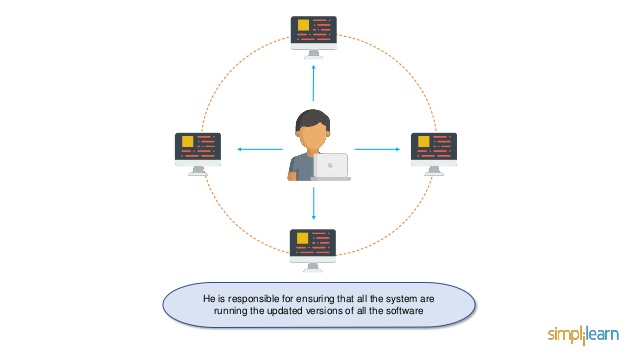 He is responsible for ensuring that all the system are
running the updated versions of all the software
simplilearn